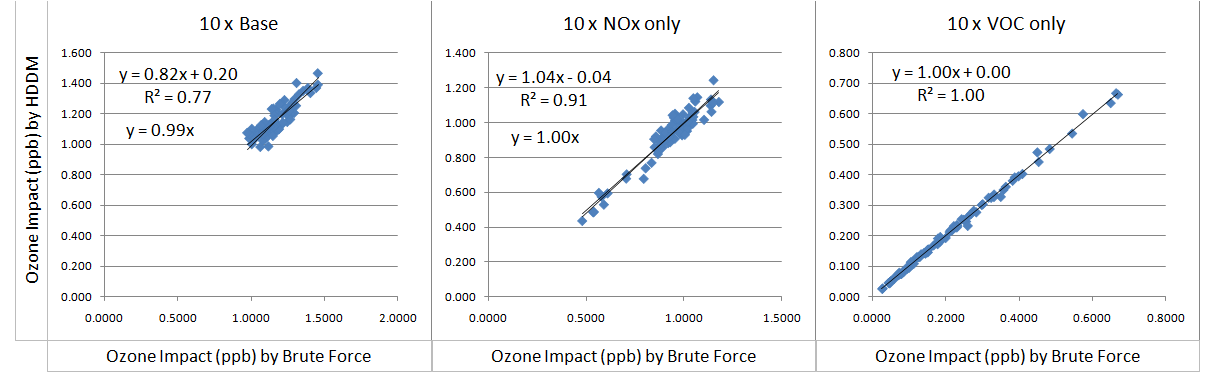 10 x Base
10 x NOx only
10 x VOC only
Ozone Impact (ppb) by HDDM
1.600
1.400
1.200
1.000
0.800
0.600
0.400
0.200
0.000
y = 0.82x + 0.20
R² = 0.77
y = 0.99x
0.0000 0.5000 1.0000 1.5000 2.0000
1.400
1.200
1.000
0.800
0.600
0.400
0.200
0.000
y = 1.04x - 0.04
R² = 0.91
y = 1.00x
0.0000 0.5000 1.0000 1.5000
0.800
0.700
0.600
0.500
0.400
0.300
0.200
0.100
0.000
y = 1.00x + 0.00
R² = 1.00
0.0000 0.2000 0.4000 0.6000 0.8000
Ozone Impact (ppb) by Brute Force
Ozone Impact (ppb) by Brute Force
Ozone Impact (ppb) by Brute Force